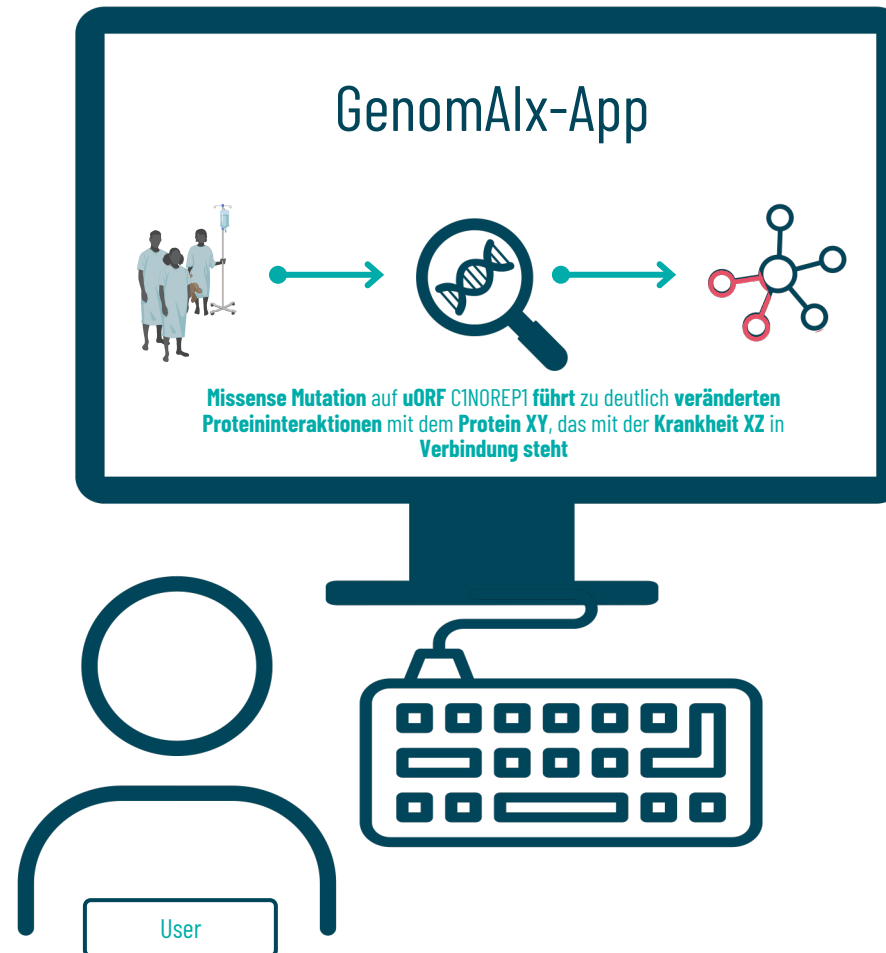 GenomAIx-App
Missense Mutation auf uORF C1NOREP1 führt zu deutlich veränderten
Proteininteraktionen mit dem Protein XY, das mit der Krankheit XZ in
Verbindung steht
User